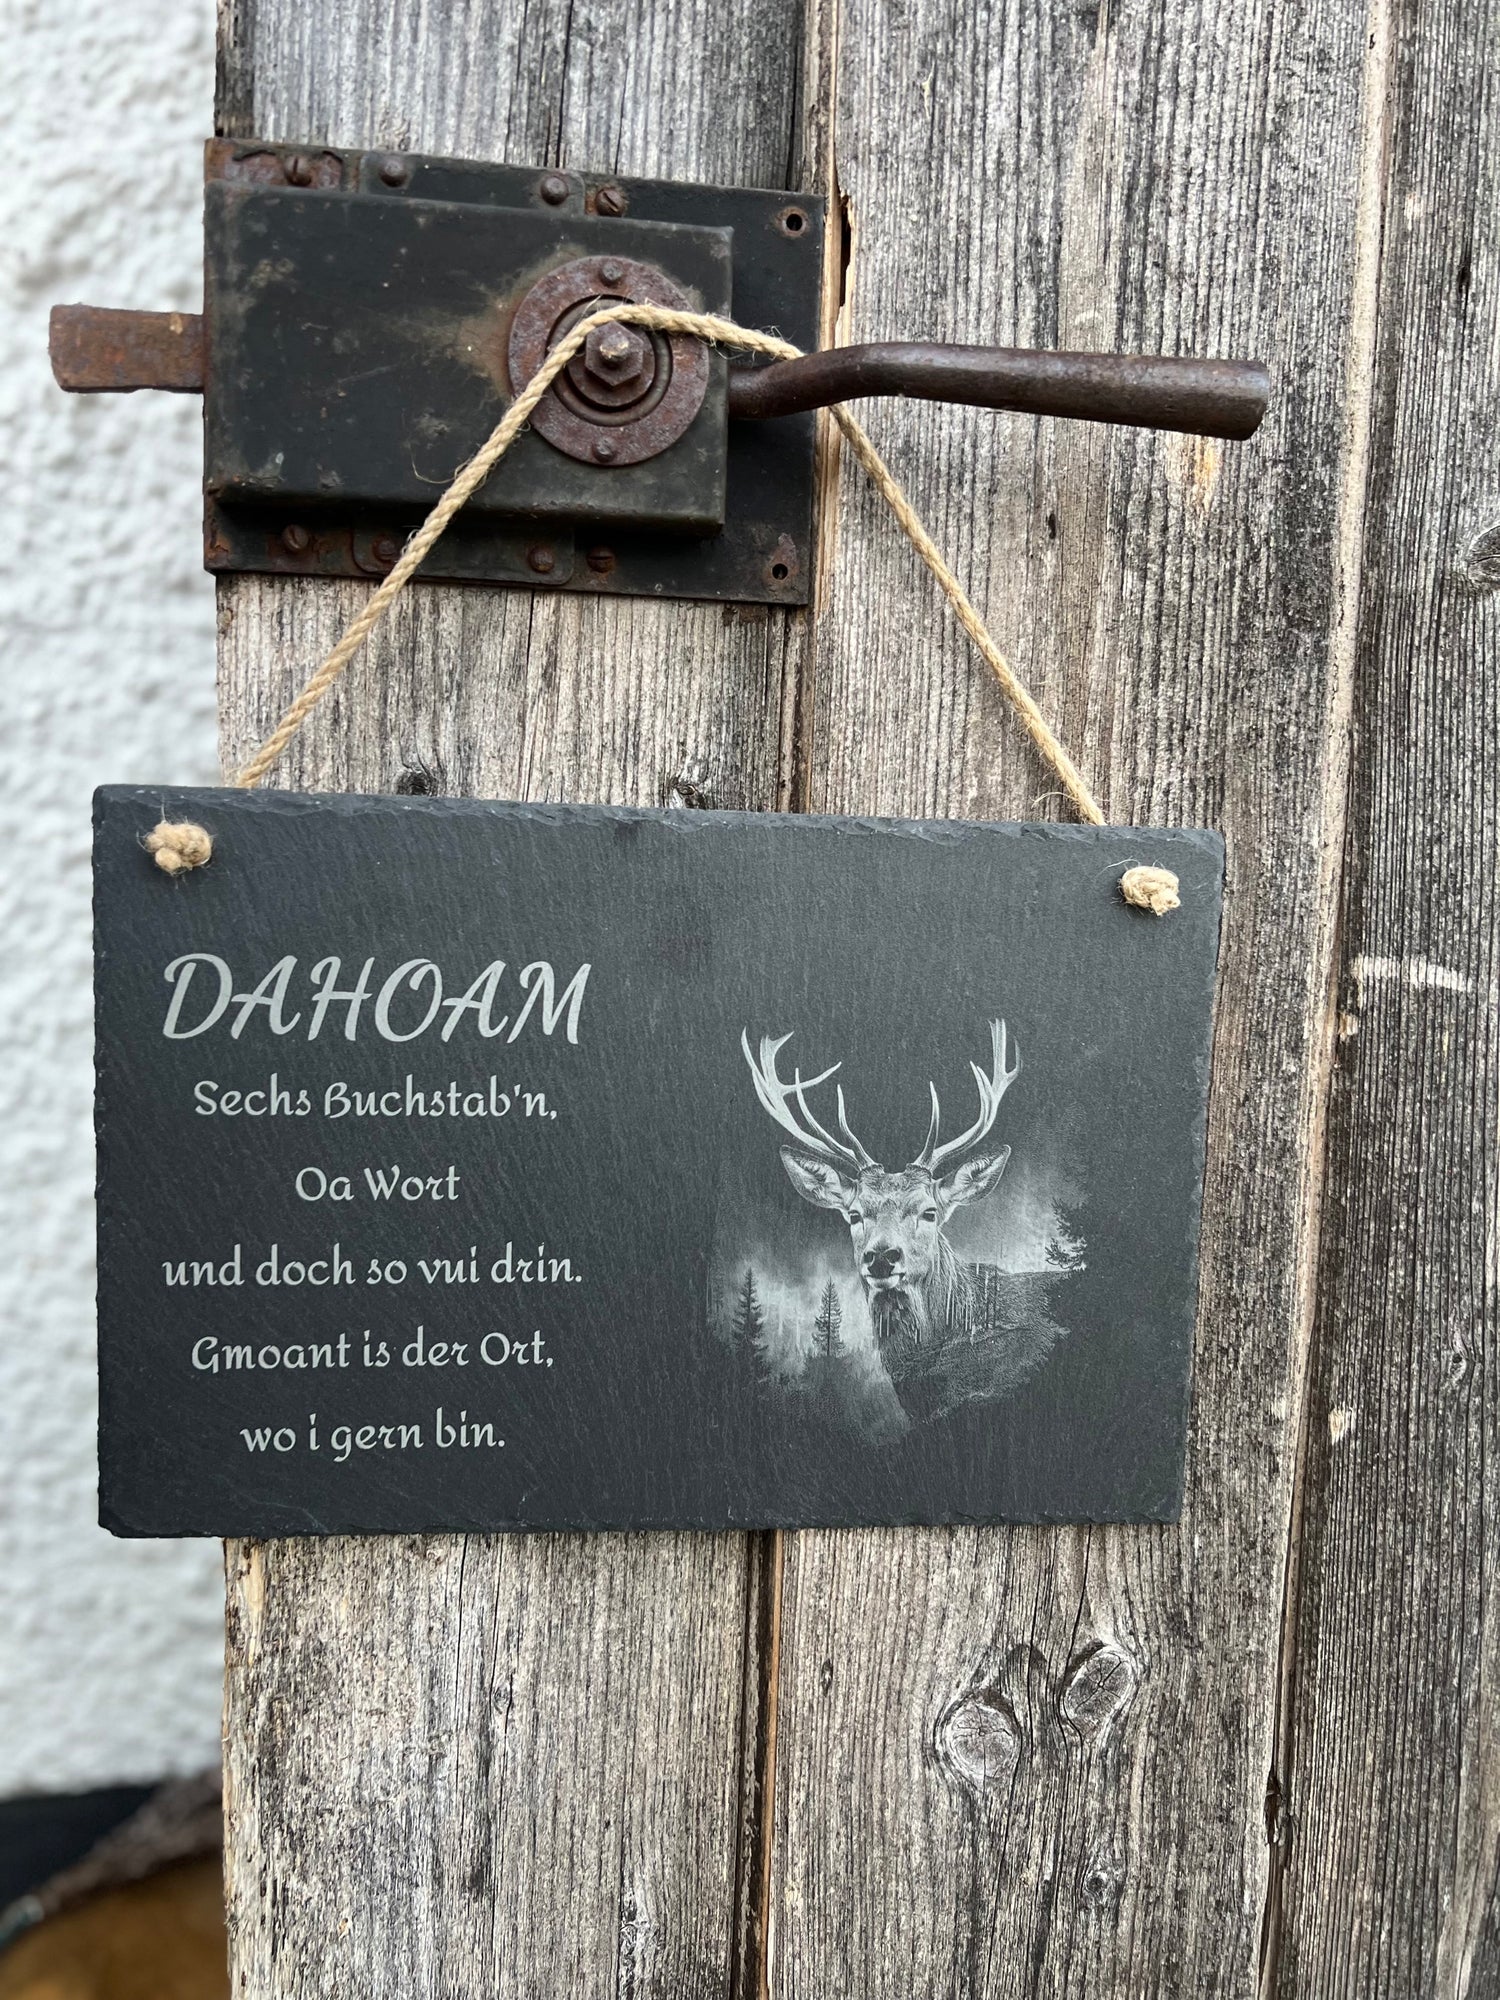 DAHOAM
Sechs Buchstab'n,
Oa Wort
und doch so vui drin.
Gmoant is der Ort,
wo i gern bin.